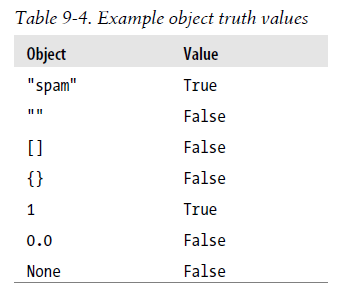 Table 9-4. Example object truth values
Object Value
"spam" True
"" False
[] False
{} False
1 True
0.0 False
None False